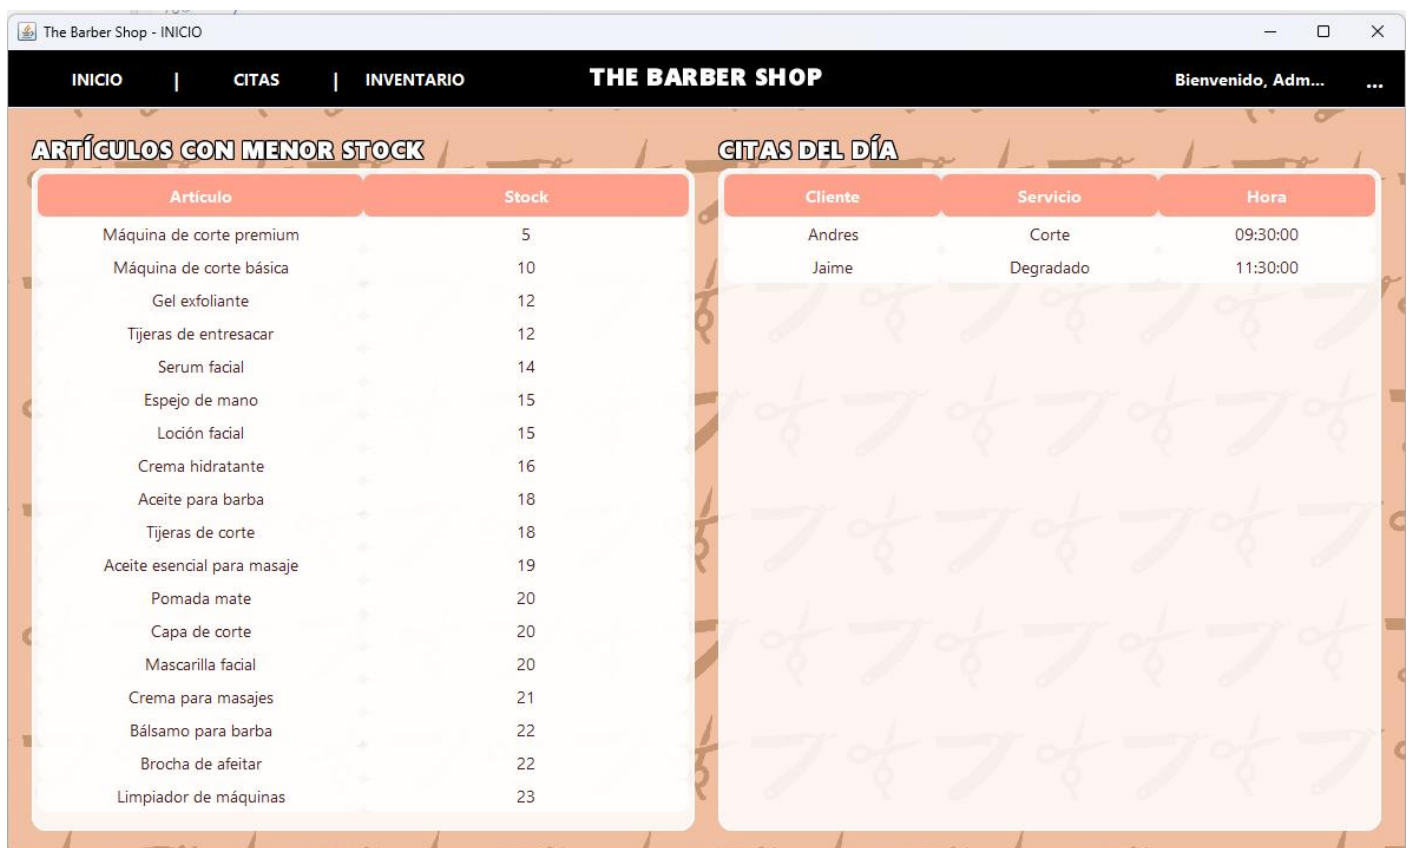 The Barber Shop - INICIO
INICIO | CITAS | INVENTARIO THE BARBER SHOP Bienvenido, Adm... ...
ARTÍCULOS CON MENOR STOCK
Artículo Stock
Máquina de corte premium 5
Máquina de corte básica 10
Gel exfoliante 12
Tijeras de entresacar 12
Serum facial 14
Espejo de mano 15
Loción facial 15
Crema hidratante 16
Aceite para barba 18
Tijeras de corte 18
Aceite esencial para masaje 19
Pomada mate 20
Capa de corte 20
Mascarilla facial 20
Crema para masajes 21
Bálsamo para barba 22
Brocha de afeitar 22
Limpiador de máquinas 23
CITAS DEL DÍA
Cliente Servicio Hora
Andres Corte 09:30:00
Jaime Degradado 11:30:00